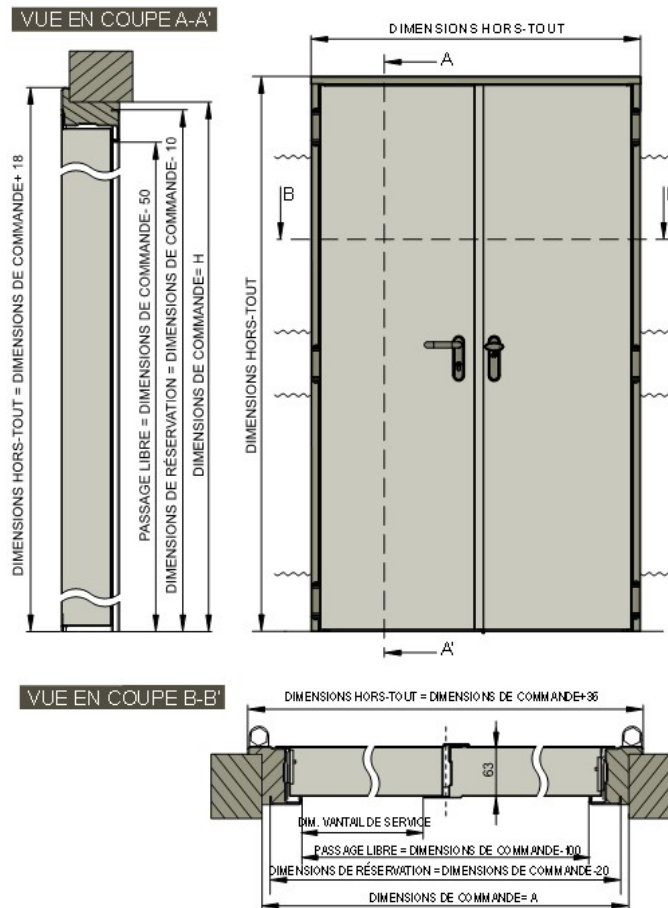 VUE EN COUPE A-A'
DIMENSIONS HORS-TOUT
A
DIMENSIONS HORS-TOUT = DIMENSIONS DE COMMANDE+ 18
PASSAGE LIBRE = DIMENSIONS DE COMMANDE- 50
DIMENSIONS DE RÉSERVATION = DIMENSIONS DE COMMANDE- 10
DIMENSIONS DE COMMANDE= H
DIMENSIONS HORS-TOUT
B
A'
VUE EN COUPE B-B'
DIMENSIONS HORS-TOUT = DIMENSIONS DE COMMANDE+36
63
DIM. VANTAIL DE SERVICE
PASSAGE LIBRE = DIMENSIONS DE COMMANDE-100
DIMENSIONS DE RÉSERVATION = DIMENSIONS DE COMMANDE-20
DIMENSIONS DE COMMANDE= A